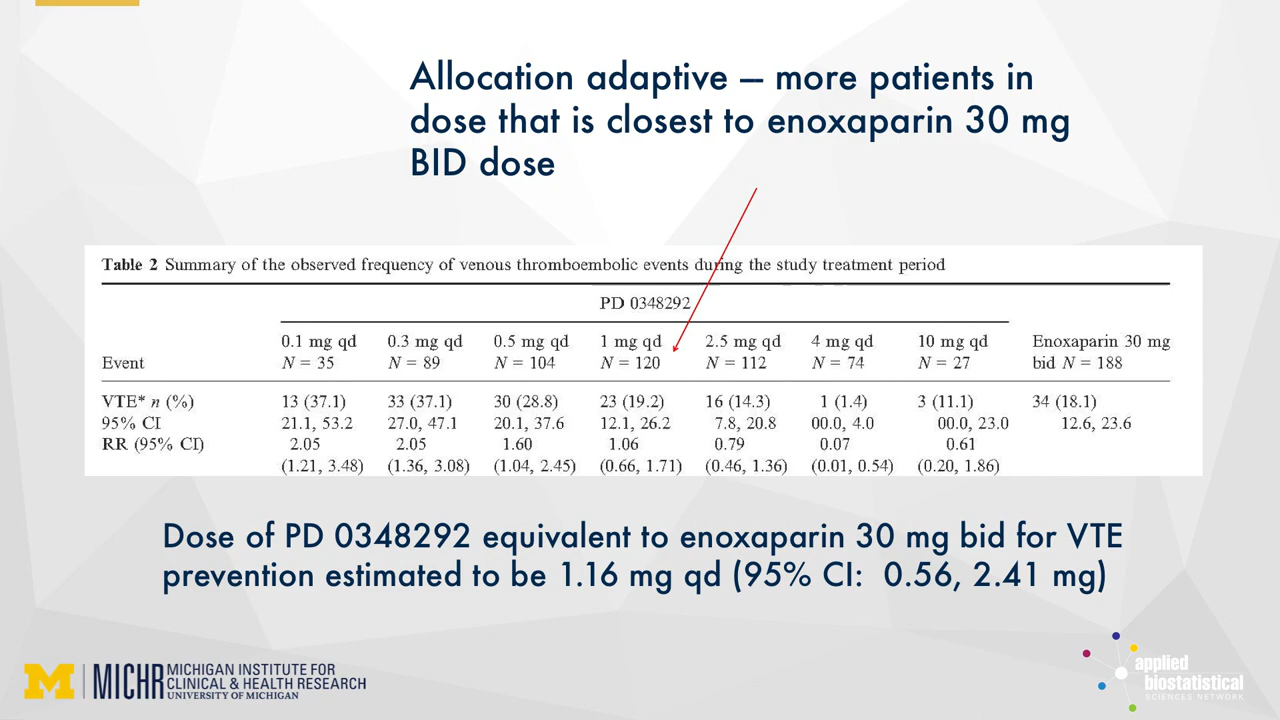 Allocation adaptive — more patients in
dose that is closest to enoxaparin 30 mg
BID dose
Table 2 Summary of the observed frequency of venous thromboembolic events during the study treatment period
PD 0348292
0.1 mg qd 0.3 mg qd 0.5 mg qd 1 mg qd 2.5 mg qd 4 mg qd 10 mg qd Enoxaparin 30 mg
Event N = 35 N = 89 N = 104 N = 120 N = 112 N = 74 N = 27 bid N = 188
VTE* n (%) 13 (37.1) 33 (37.1) 30 (28.8) 23 (19.2) 16 (14.3) 1 (1.4) 3 (11.1) 34 (18.1)
95% CI 21.1, 53.2 27.0, 47.1 20.1, 37.6 12.1, 26.2 7.8, 20.8 00.0, 4.0 00.0, 23.0 12.6, 23.6
RR (95% CI) 2.05 2.05 1.60 1.06 0.79 0.07 0.61
(1.21, 3.48) (1.36, 3.08) (1.04, 2.45) (0.66, 1.71) (0.46, 1.36) (0.01, 0.54) (0.20, 1.86)
Dose of PD 0348292 equivalent to enoxaparin 30 mg bid for VTE
prevention estimated to be 1.16 mg qd (95% CI: 0.56, 2.41 mg)
M MICHR MICHIGAN INSTITUTE FOR
CLINICAL & HEALTH RESEARCH
UNIVERSITY OF MICHIGAN
applied
biostatistical
SCIENCES NETWORK